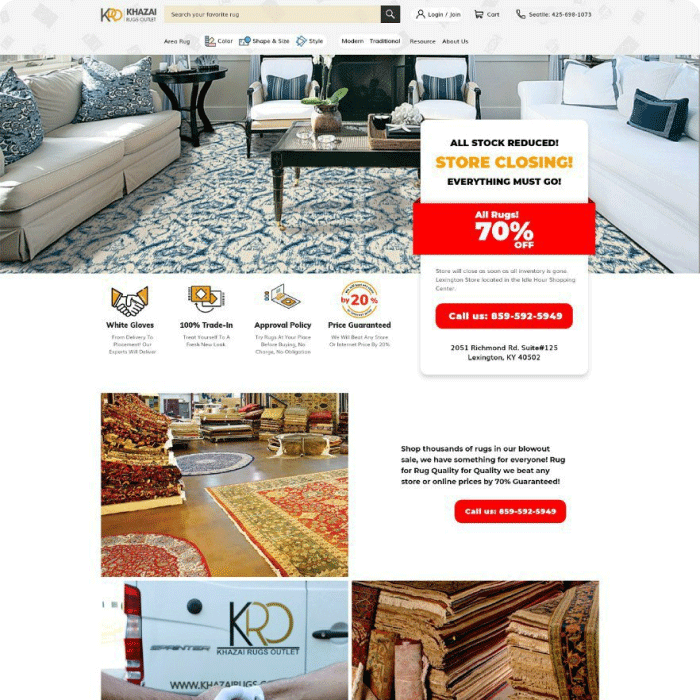 KRO
KHAZAI
RUGS OUTLET
Search your favorite rug
Login / Join
Cart
Seattle: 425-698-1073
Area Rug
Color
Shape & Size
Style
Modern
Traditional
Resource
About Us
ALL STOCK REDUCED!
STORE CLOSING!
EVERYTHING MUST GO!
All Rugs!
70%
OFF
Store will close as soon as all inventory is gone.
Lexington Store located in the Idle Hour Shopping
Center.
Call us: 859-592-5949
2051 Richmond Rd, Suite#125
Lexington, KY 40502
by 20 %
White Gloves
From Delivery To
Placement! Our
Experts Will Deliver
100% Trade-In
Treat Yourself To A
Fresh New Look
Approval Policy
Try Rugs At Your Place
Before Buying, No
Charge, No Obligation
Price Guaranteed
We Will Beat Any Store
Or Internet Price By 20%
Shop thousands of rugs in our blowout
sale, we have something for everyone! Rug
for Rug Quality for Quality we beat any
store or online prices by 70% Guaranteed!
Call us: 859-592-5949
SPRINTER
KRO
KHAZAI RUGS OUTLET